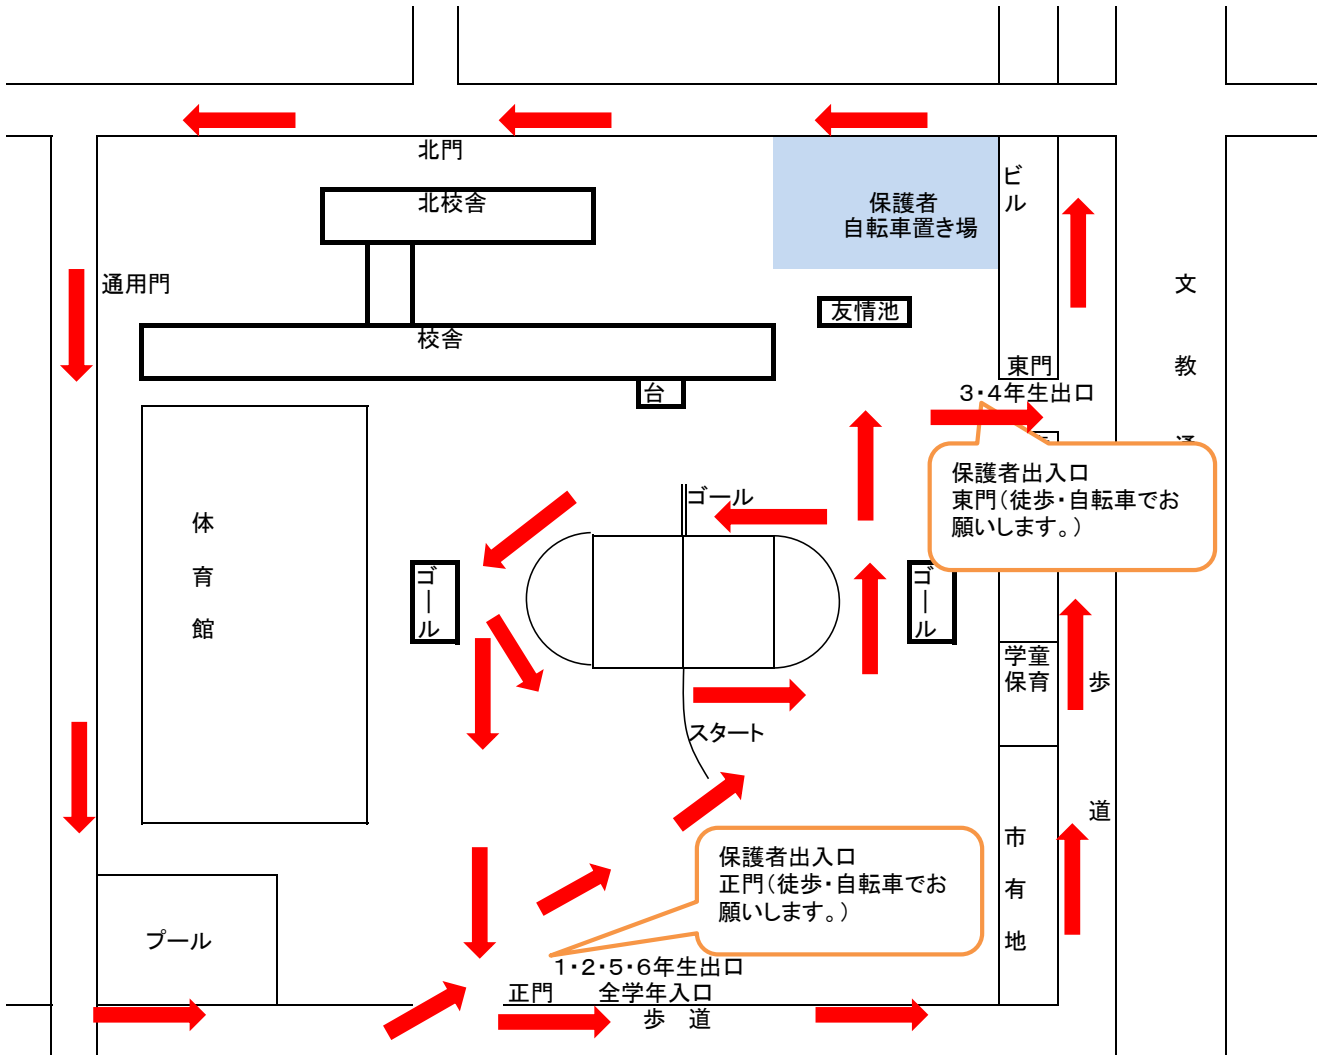 北門
北校舎
保護者
自転車置き場
ビ
ル
通用門
友情池
文
教
校舎
台
東門
3・4年生出口
保護者出入口
東門(徒歩・自転車でお
願いします。)
ゴール
体
育
館
ゴール
ゴール
学童
保育
歩
道
スタート
保護者出入口
正門(徒歩・自転車でお
願いします。)
市
有
地
プール
1・2・5・6年生出口
正門
全学年入口
歩 道